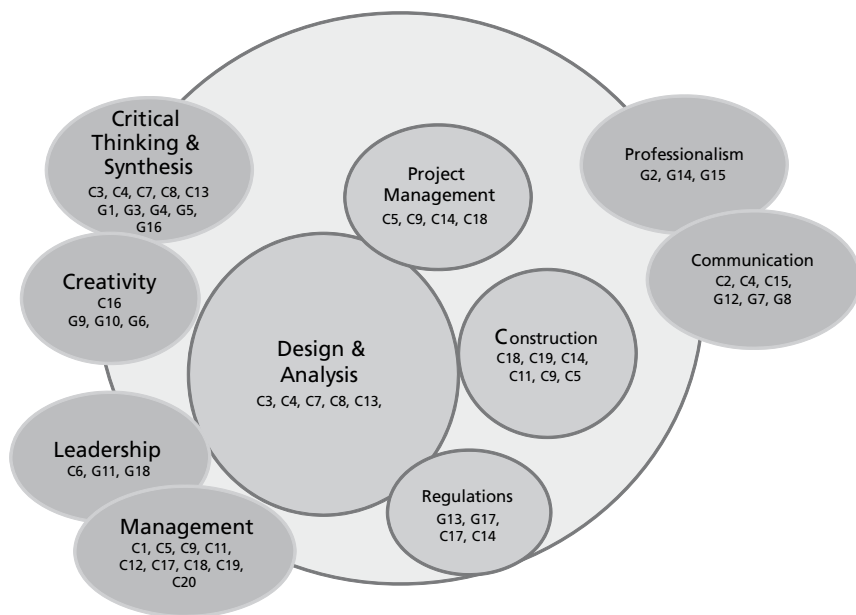 Critical
Thinking &
Synthesis
C3, C4, C7, C8, C13
G1, G3, G4, G5,
G16
Project
Management
C5, C9, C14, C18
Professionalism
G2, G14, G15
Creativity
C16
G9, G10, G6,
Communication
C2, C4, C15,
G12, G7, G8
Design &
Analysis
C3, C4, C7, C8, C13,
Construction
C18, C19, C14,
C11, C9, C5
Leadership
C6, G11, G18
Regulations
G13, G17,
C17, C14
Management
C1, C5, C9, C11,
C12, C17, C18, C19,
C20